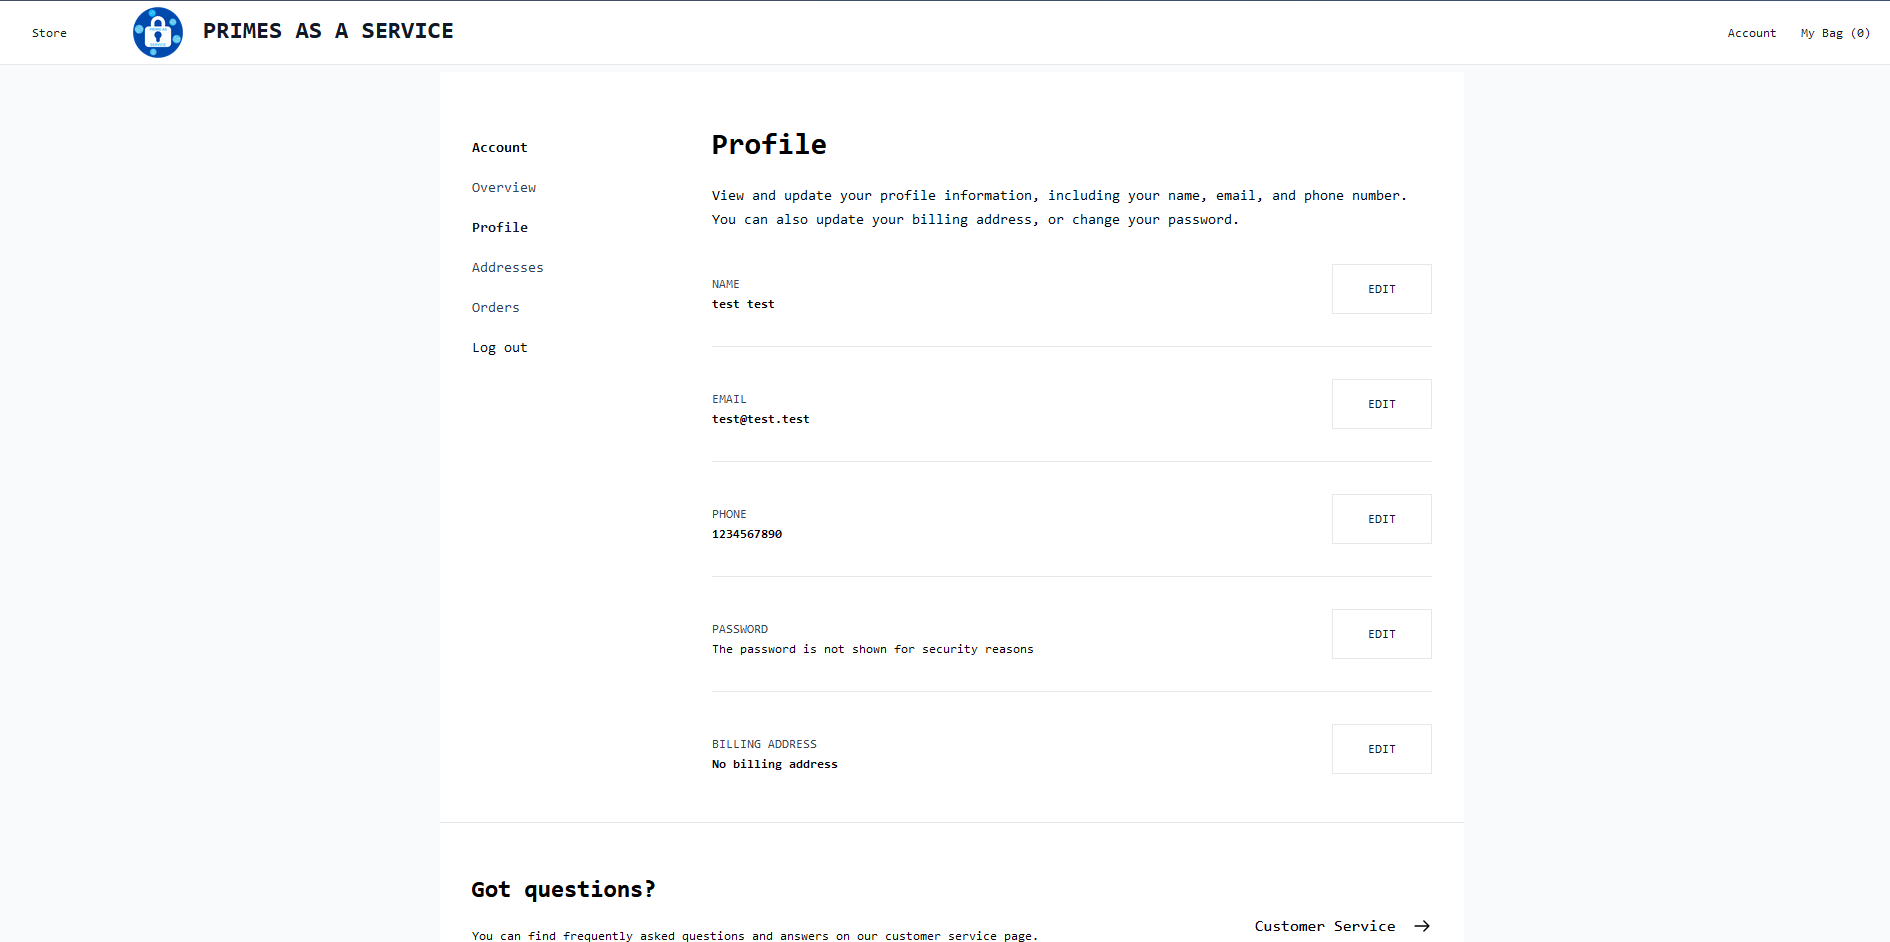 Store
PRIMES AS A SERVICE
Account
My Bag (0)
Account
Overview
Profile
Addresses
Orders
Log out
Profile
View and update your profile information, including your name, email, and phone number.
You can also update your billing address, or change your password.
NAME
test test
EDIT
EMAIL
test@test.test
EDIT
PHONE
1234567890
EDIT
PASSWORD
The password is not shown for security reasons
EDIT
BILLING ADDRESS
No billing address
EDIT
Got questions?
You can find frequently asked questions and answers on our customer service page.
Customer Service